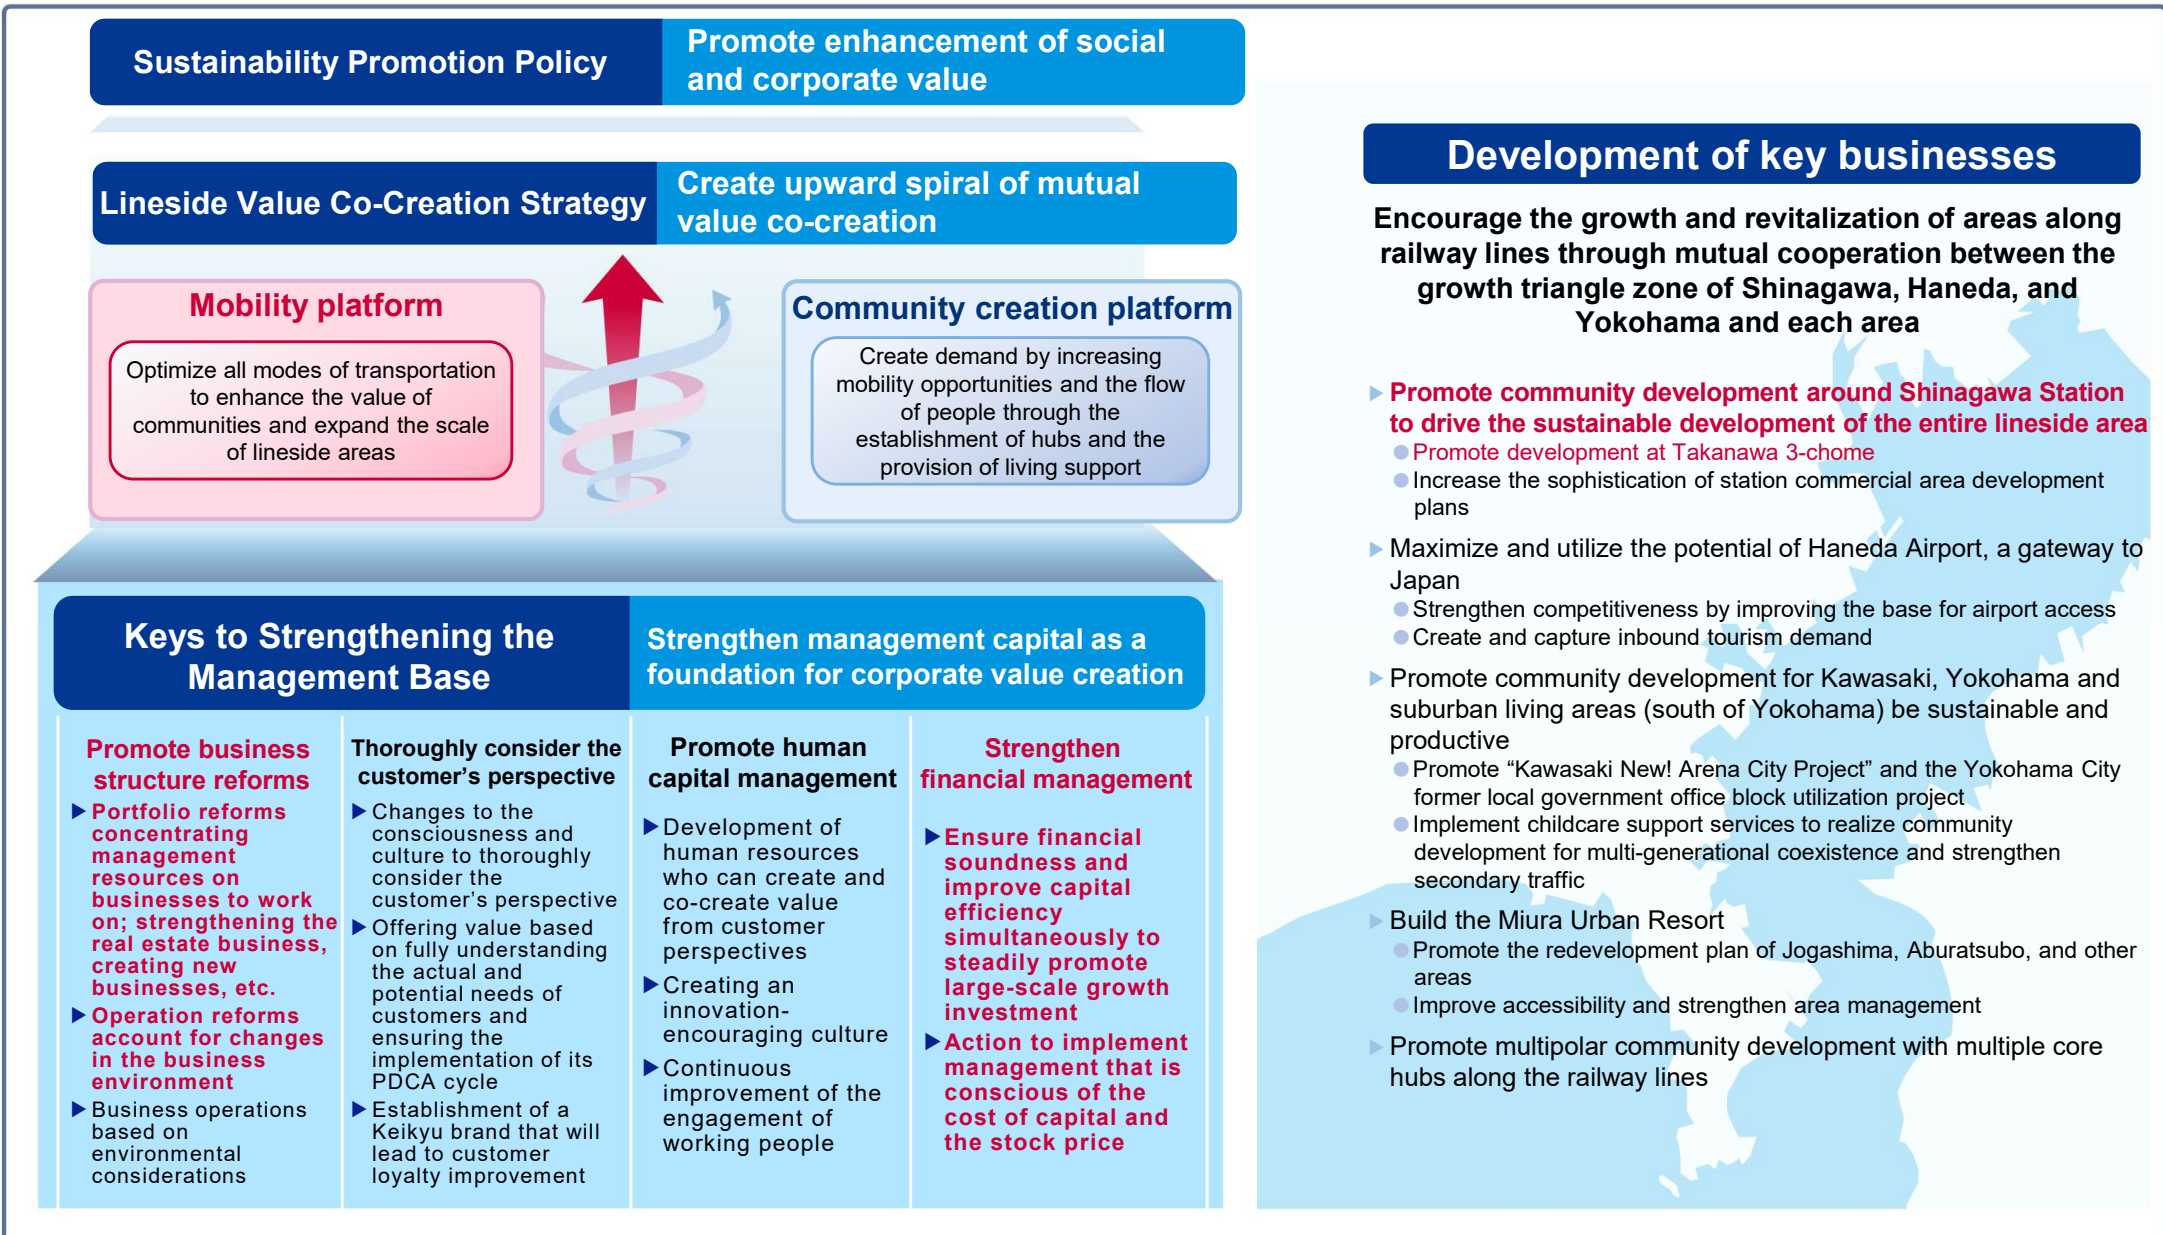 Sustainability Promotion Policy
Promote enhancement of social
and corporate value
Lineside Value Co-Creation Strategy
Create upward spiral of mutual
value co-creation
Mobility platform
Optimize all modes of transportation
to enhance the value of
communities and expand the scale
of lineside areas
Community creation platform
Create demand by increasing
mobility opportunities and the flow
of people through the
establishment of hubs and the
provision of living support
Keys to Strengthening the
Management Base
Strengthen management capital as a
foundation for corporate value creation
Promote business
structure reforms
▶Portfolio reforms
concentrating
management
resources on
businesses to work
on; strengthening the
real estate business,
creating new
businesses, etc.
▶Operation reforms
account for changes
in the business
environment
▶Business operations
based on
environmental
considerations
Thoroughly consider the
customer’s perspective
▶Changes to the
consciousness and
culture to thoroughly
consider the
customer’s perspective
▶Offering value based
on fully understanding
the actual and
potential needs of
customers and
ensuring the
implementation of its
PDCA cycle
▶Establishment of a
Keikyu brand that will
lead to customer
loyalty improvement
Promote human
capital management
▶Development of
human resources
who can create and
co-create value
from customer
perspectives
▶Creating an
innovation-
encouraging culture
▶Continuous
improvement of the
engagement of
working people
Strengthen
financial management
▶Ensure financial
soundness and
improve capital
efficiency
simultaneously to
steadily promote
large-scale growth
investment
▶Action to implement
management that is
conscious of the
cost of capital and
the stock price
Development of key businesses
Encourage the growth and revitalization of areas along
railway lines through mutual cooperation between the
growth triangle zone of Shinagawa, Haneda, and
Yokohama and each area
▶Promote community development around Shinagawa Station
to drive the sustainable development of the entire lineside area
●Promote development at Takanawa 3-chome
●Increase the sophistication of station commercial area development
plans
▶Maximize and utilize the potential of Haneda Airport, a gateway to
Japan
●Strengthen competitiveness by improving the base for airport access
●Create and capture inbound tourism demand
▶Promote community development for Kawasaki, Yokohama and
suburban living areas (south of Yokohama) be sustainable and
productive
●Promote “Kawasaki New! Arena City Project” and the Yokohama City
former local government office block utilization project
●Implement childcare support services to realize community
development for multi-generational coexistence and strengthen
secondary traffic
▶Build the Miura Urban Resort
●Promote the redevelopment plan of Jogashima, Aburatsubo, and other
areas
●Improve accessibility and strengthen area management
▶Promote multipolar community development with multiple core
hubs along the railway lines